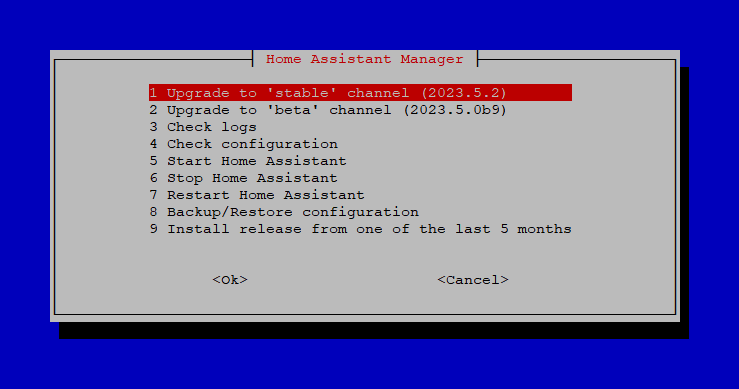 Home Assistant Manager
1 Upgrade to 'stable' channel (2023.5.2)
2 Upgrade to 'beta' channel (2023.5.0b9)
3 Check logs
4 Check configuration
5 Start Home Assistant
6 Stop Home Assistant
7 Restart Home Assistant
8 Backup/Restore configuration
9 Install release from one of the last 5 months
<Ok> <Cancel>